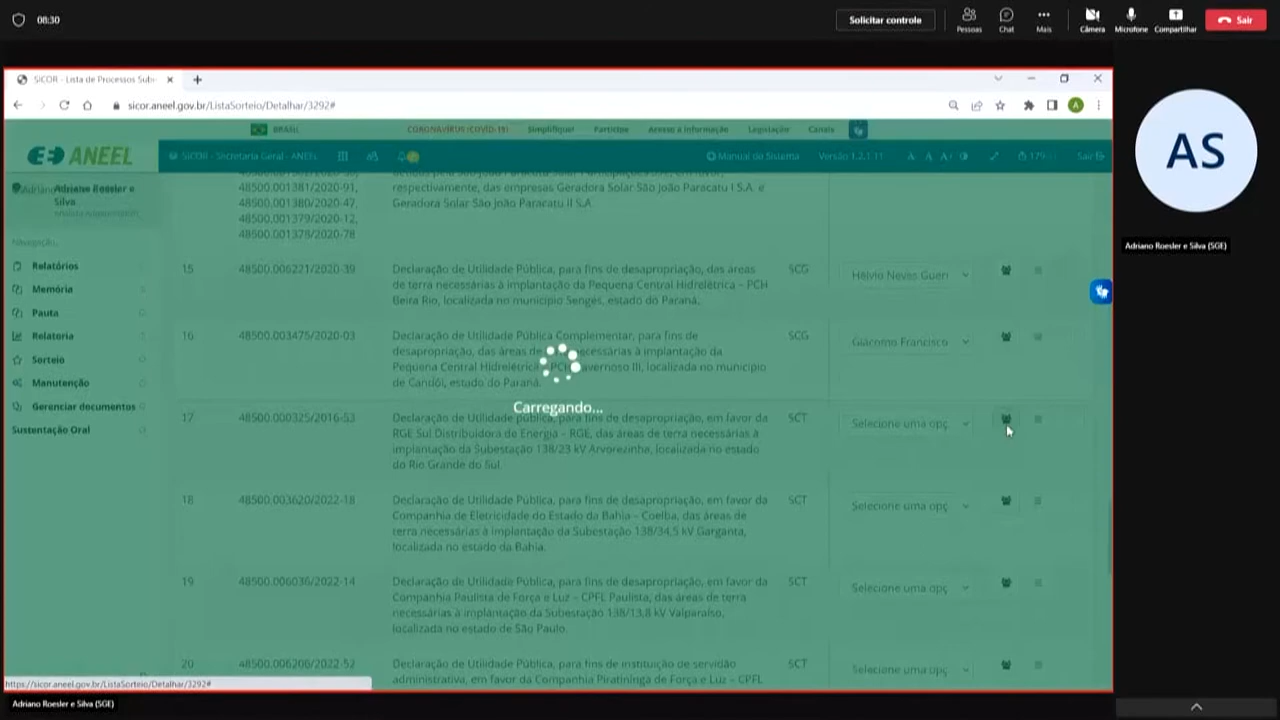 08:30
Solicitar controle
Pessoas
Chat
Mais
Câmera
Microfone
Compartilhar
Sair
SICOR - Lista de Processos Sub
sicor.aneel.gov.br/ListaSorteio/Detalhar/3292#
A
BRASIL
CORONAVÍRUS (COVID-19)
Simplifique!
Participe
Acesso à informação
Legislação
Canais
ANEEL
SICOR - Secretaria Geral - ANEEL
Manual do Sistema
Versão 1.2.1.11
Sair
Adriano Roesler e
Silva
Navegação
Relatórios
Memória
Pauta
Relatoria
Sorteio
Manutenção
Gerenciar documentos
Sustentação Oral
48500.001381/2020-91,
48500.001380/2020-47,
48500.001379/2020-12,
48500.001378/2020-78
respectivamente, das empresas Geradora Solar São João Paracatu I S.A. e
Geradora Solar São João Paracatu II S.A.
15
48500.006221/2020-39
Declaração de Utilidade Pública, para fins de desapropriação, das áreas
de terra necessárias à implantação da Pequena Central Hidrelétrica – PCH
Beira Rio, localizada no município Sengés, estado do Paraná.
SCG
Hélvio Neves Guerr
16
48500.003475/2020-03
Declaração de Utilidade Pública Complementar, para fins de
desapropriação, das áreas de necessárias à implantação da
Pequena Central Hidrelétrica PCH avernoso III, localizada no município
de Candói, estado do Paraná.
SCG
Giácomo Francisco
Carregando...
17
48500.000325/2016-53
Declaração de Utilidade pública, para fins de desapropriação, em favor da
RGE Sul Distribuidora de Energia – RGE, das áreas de terra necessárias à
implantação da Subestação 138/23 kV Arvorezinha, localizada no estado
do Rio Grande do Sul.
SCT
Selecione uma opç
18
48500.003620/2022-18
Declaração de Utilidade Pública, para fins de desapropriação, em favor da
Companhia de Eletricidade do Estado da Bahia – Coelba, das áreas de
terra necessárias à implantação da Subestação 138/34,5 kV Garganta,
localizada no estado da Bahia.
SCT
Selecione uma opç
19
48500.006036/2022-14
Declaração de Utilidade Pública, para fins de desapropriação, em favor da
Companhia Paulista de Força e Luz – CPFL Paulista, das áreas de terra
necessárias à implantação da Subestação 138/13,8 kV Valparaíso,
localizada no estado de São Paulo.
SCT
Selecione uma opç
20
48500.006206/2022-52
Declaração de Utilidade Pública, para fins de instituição de servidão
administrativa, em favor da Companhia Piratininga de Força e Luz – CPFL
SCT
Selecione uma opç
https://sicor.aneel.gov.br/ListaSorteio/Detalhar/3292#
Adriano Roesler e Silva (SGE)
AS
Adriano Roesler e Silva (SGE)